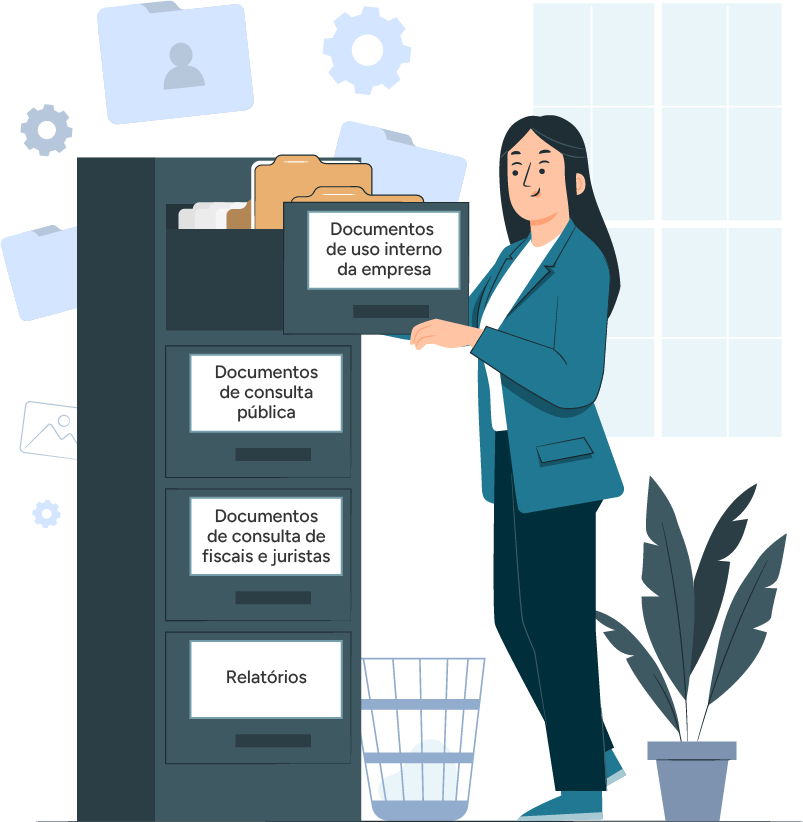 Documentos
de uso interno
da empresa
Documentos
de consulta
pública
Documentos
de consulta de
fiscais e juristas
Relatórios